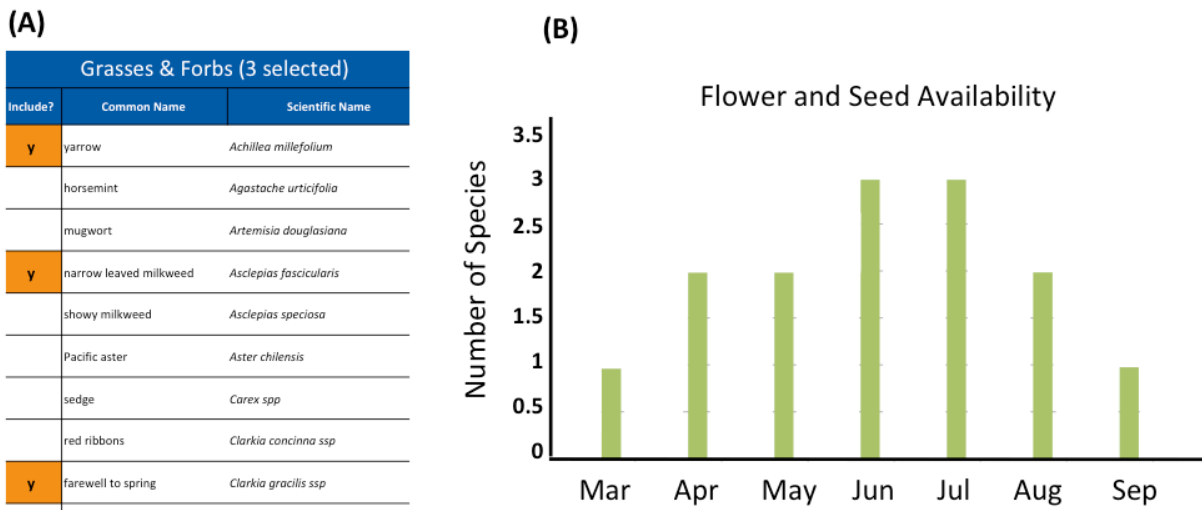 (A)
Grasses & Forbs (3 selected)
Include? Common Name Scientific Name
y yarrow Achillea millefolium
horsemint Agastache urticifolia
mugwort Artemisia douglasiana
y narrow leaved milkweed Asclepias fascicularis
showy milkweed Asclepias speciosa
Pacific aster Aster chilensis
sedge Carex spp
red ribbons Clarkia concinna ssp
y farewell to spring Clarkia gracilis ssp
(B)
Flower and Seed Availability
Number of Species
3.5
3
2.5
2
1.5
1
0.5
0
Mar Apr May Jun Jul Aug Sep